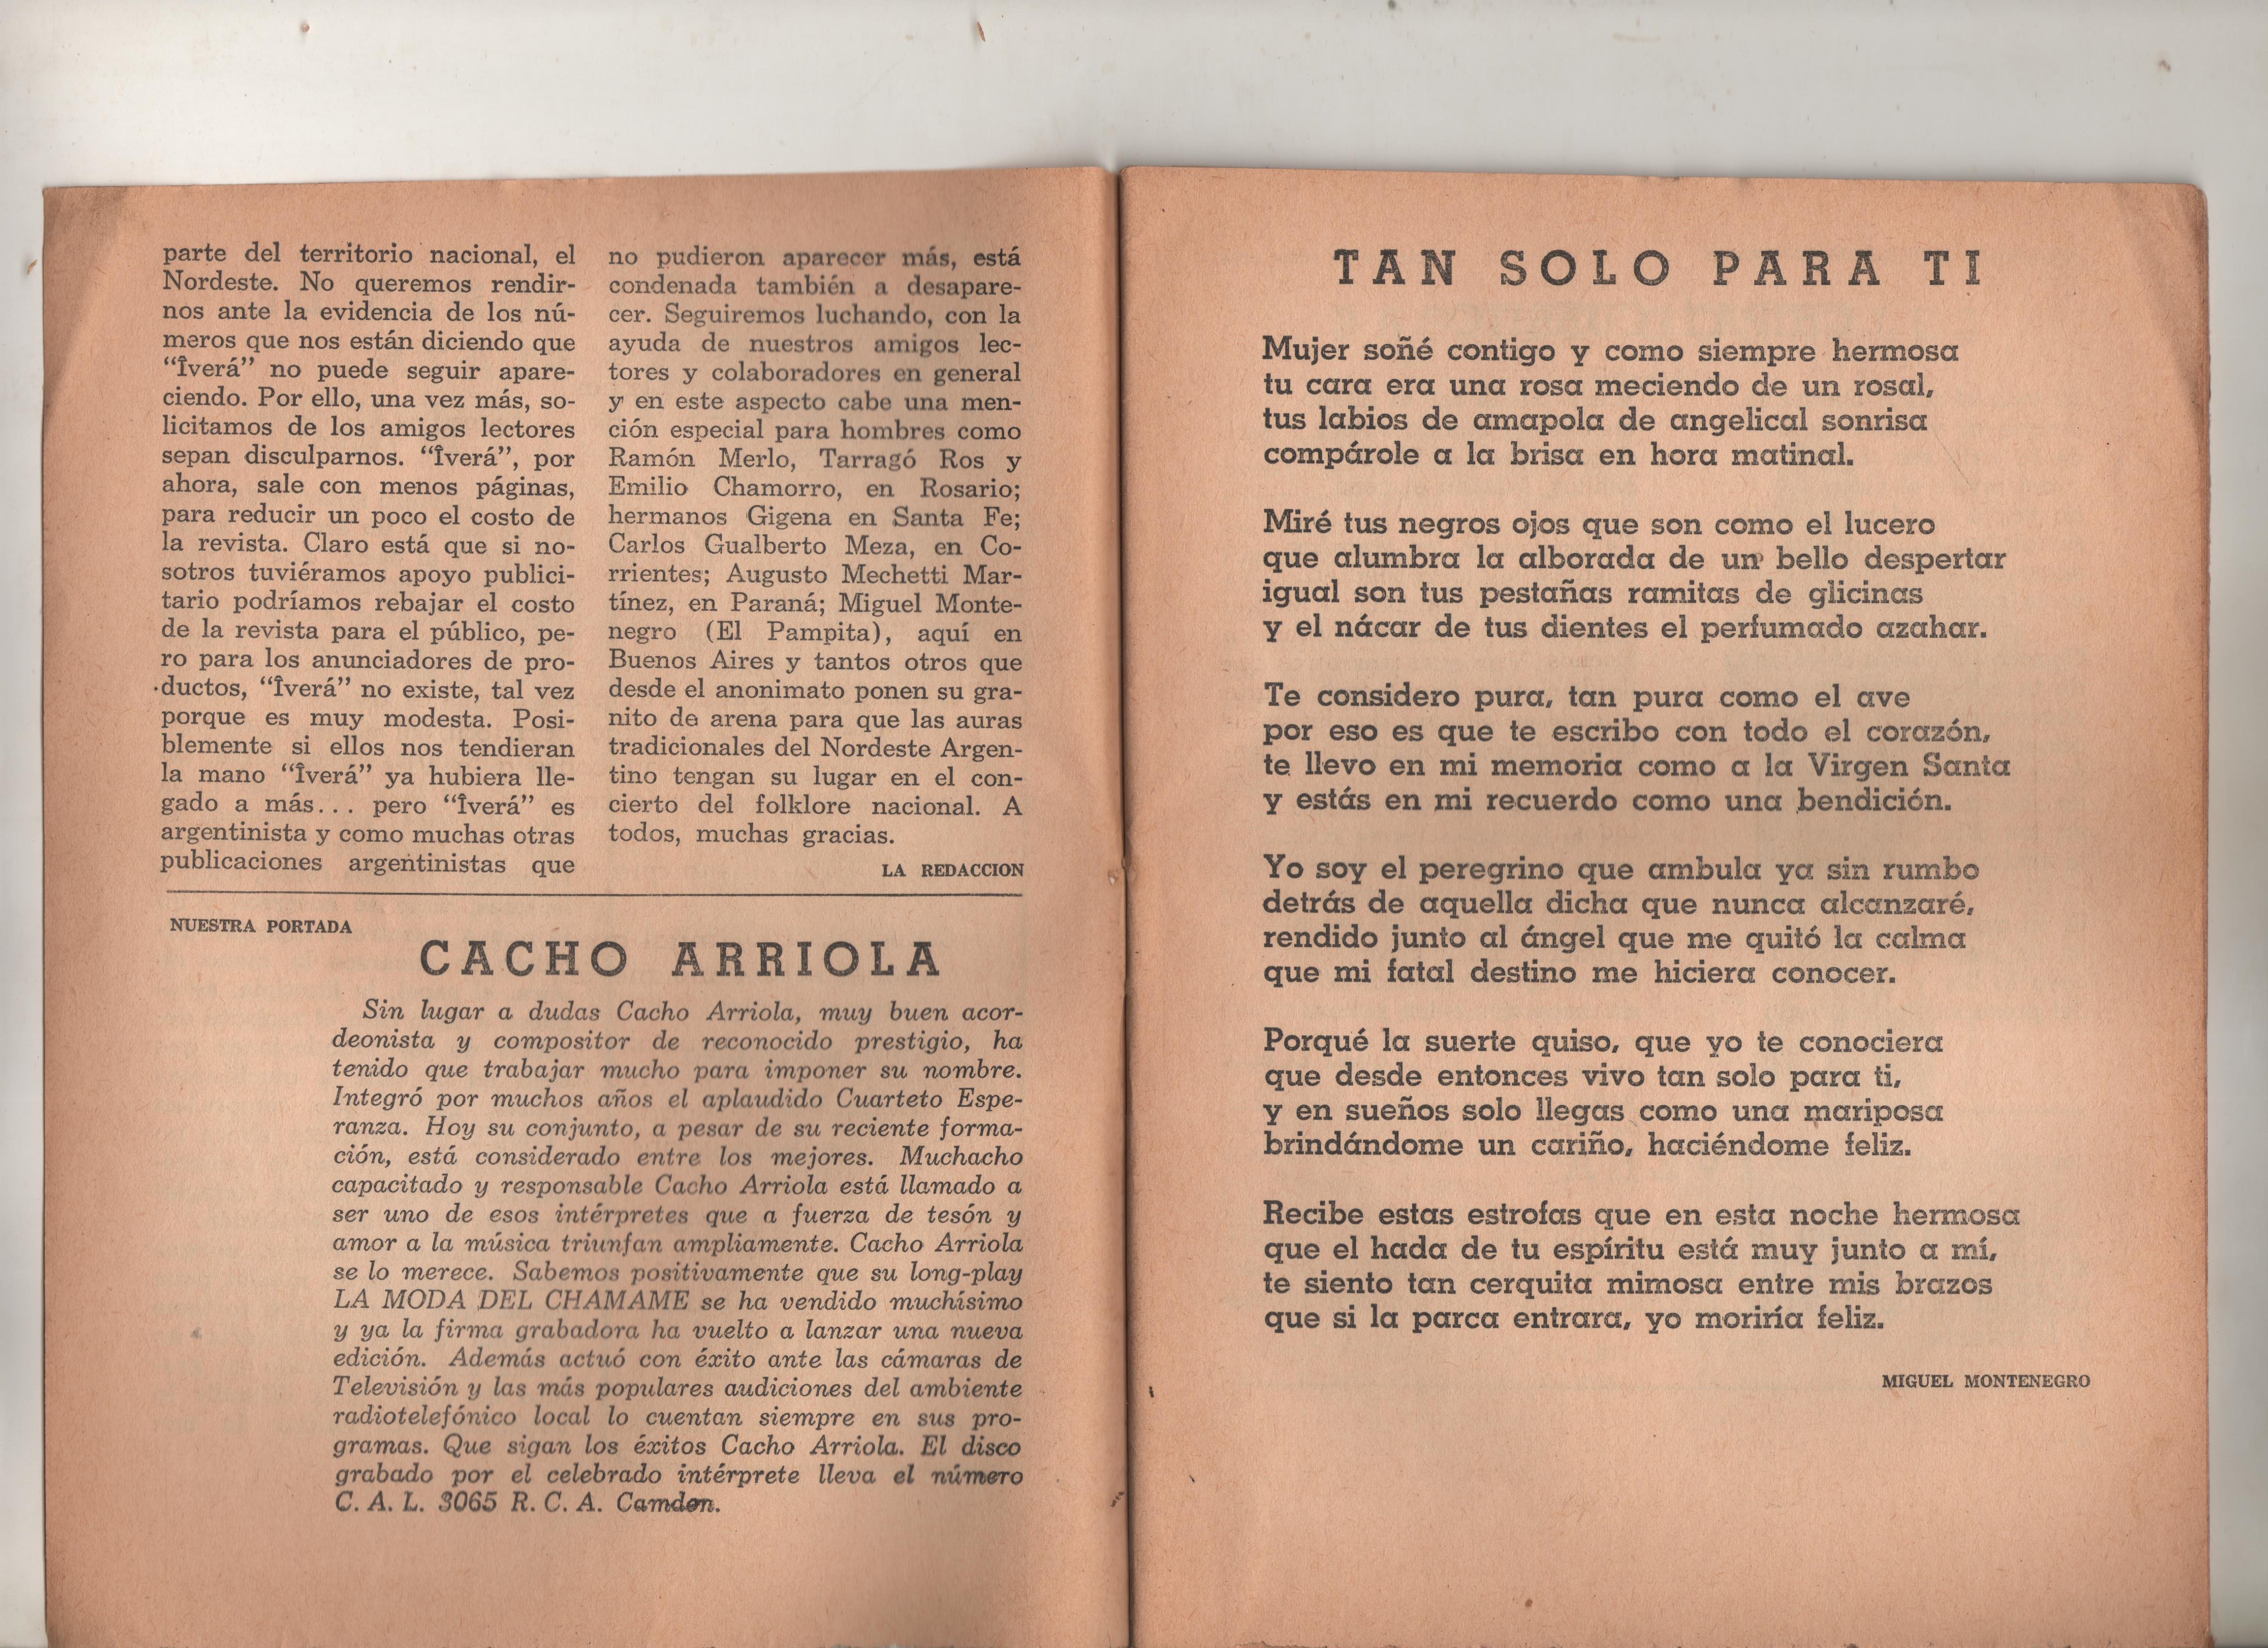 parte del territorio nacional, el
Nordeste. No queremos rendir-
nos ante la evidencia de los nú-
meros que nos están diciendo que
“Îverá” no puede seguir apare-
ciendo. Por ello, una vez más, so-
licitamos de los amigos lectores
sepan disculparnos. “Îverá”, por
ahora, sale con menos páginas,
para reducir un poco el costo de
la revista. Claro está que si no-
sotros tuviéramos apoyo publici-
tario podríamos rebajar el costo
de la revista para el público, pe-
ro para los anunciadores de pro-
ductos, “Îverá” no existe, tal vez
porque es muy modesta. Posi-
blemente si ellos nos tendieran
la mano “Îverá” ya hubiera lle-
gado a más... pero “Îverá” es
argentinista y como muchas otras
publicaciones argentinistas que
no pudieron aparecer más, está
condenada también a desapare-
cer. Seguiremos luchando, con la
ayuda de nuestros amigos lec-
tores y colaboradores en general
y en este aspecto cabe una men-
ción especial para hombres como
Ramón Merlo, Tarragó Ros y
Emilio Chamorro, en Rosario;
hermanos Gigena en Santa Fe;
Carlos Gualberto Meza, en Co-
rrientes; Augusto Mechetti Mar-
tínez, en Paraná; Miguel Monte-
negro (El Pampita), aquí en
Buenos Aires y tantos otros que
desde el anonimato ponen su gra-
nito de arena para que las auras
tradicionales del Nordeste Argen-
tino tengan su lugar en el con-
cierto del folklore nacional. A
todos, muchas gracias.
LA REDACCION
NUESTRA PORTADA
CACHO ARRIOLA
Sin lugar a dudas Cacho Arriola, muy buen acor-
deonista y compositor de reconocido prestigio, ha
tenido que trabajar mucho para imponer su nombre.
Integró por muchos años el aplaudido Cuarteto Espe-
ranza. Hoy su conjunto, a pesar de su reciente forma-
ción, está considerado entre los mejores. Muchacho
capacitado y responsable Cacho Arriola está llamado a
ser uno de esos intérpretes que a fuerza de tesón y
amor a la música triunfan ampliamente. Cacho Arriola
se lo merece. Sabemos positivamente que su long-play
LA MODA DEL CHAMAME se ha vendido muchísimo
y ya la firma grabadora ha vuelto a lanzar una nueva
edición. Además actuó con éxito ante las cámaras de
Televisión y las más populares audiciones del ambiente
radiotelefónico local lo cuentan siempre en sus pro-
gramas. Que sigan los éxitos Cacho Arriola. El disco
grabado por el celebrado intérprete lleva el número
C. A. L. 3065 R. C. A. Camden.
TAN SOLO PARA TI
Mujer soñé contigo y como siempre hermosa
tu cara era una rosa meciendo de un rosal,
tus labios de amapola de angelical sonrisa
compárole a la brisa en hora matinal.
Miré tus negros ojos que son como el lucero
que alumbra la alborada de un bello despertar
igual son tus pestañas ramitas de glicinas
y el nácar de tus dientes el perfumado azahar.
Te considero pura, tan pura como el ave
por eso es que te escribo con todo el corazón,
te llevo en mi memoria como a la Virgen Santa
y estás en mi recuerdo como una bendición.
Yo soy el peregrino que ambula ya sin rumbo
detrás de aquella dicha que nunca alcanzaré,
rendido junto al ángel que me quitó la calma
que mi fatal destino me hiciera conocer.
Porqué la suerte quiso, que yo te conociera
que desde entonces vivo tan solo para ti,
y en sueños solo llegas como una mariposa
brindándome un cariño, haciéndome feliz.
Recibe estas estrofas que en esta noche hermosa
que el hada de tu espíritu está muy junto a mí,
te siento tan cerquita mimosa entre mis brazos
que si la parca entrara, yo moriría feliz.
MIGUEL MONTENEGRO